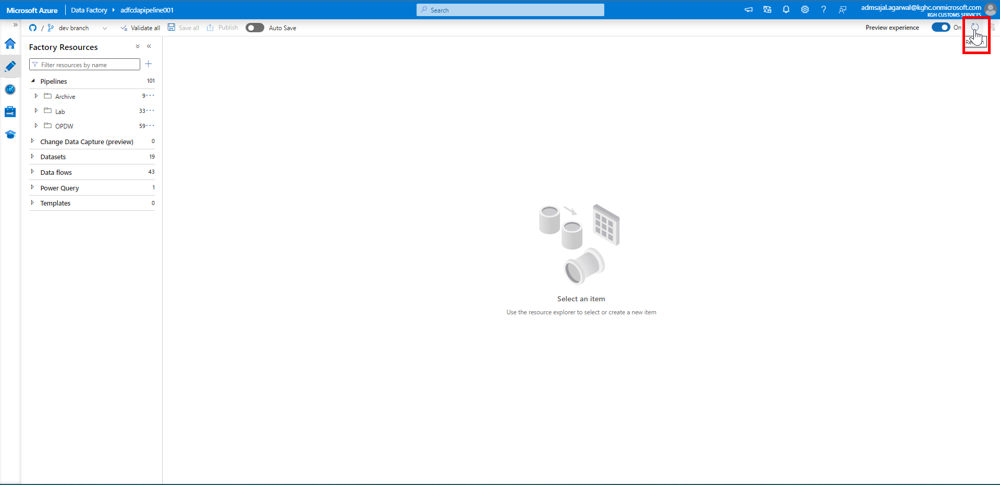 Microsoft Azure Data Factory adfcdapipeline001 Search admsajal.agarwal@kghc.onmicrosoft.com
KGH CUSTOMS SERVICES
/ dev branch Validate all Save all Publish Auto Save Preview experience On
Factory Resources
Filter resources by name
Pipelines 101
Archive 9
Lab 33
OPDW 59
Change Data Capture (preview) 0
Datasets 19
Data flows 43
Power Query 1
Templates 0
Select an item
Use the resource explorer to select or create a new item